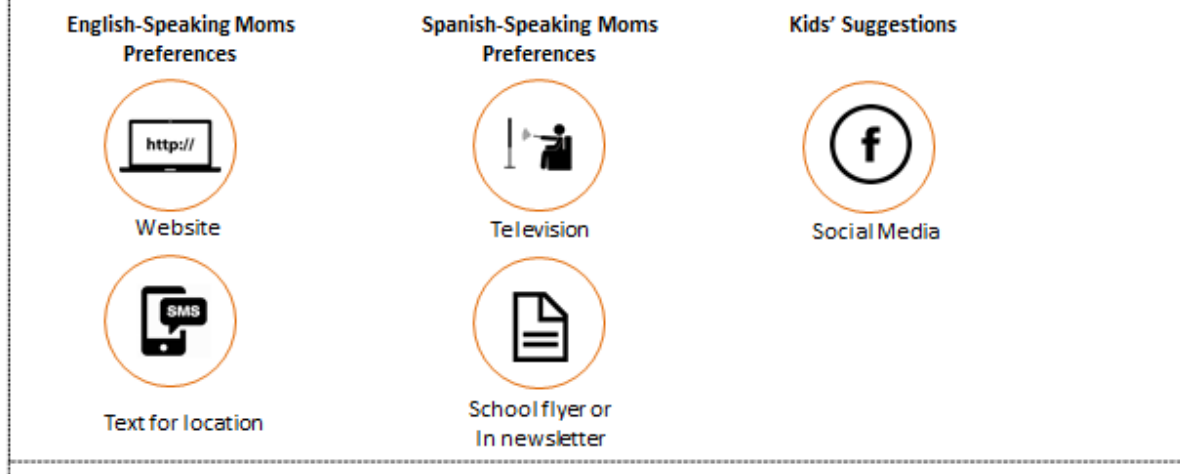 English-Speaking Moms
Preferences
Spanish-Speaking Moms
Preferences
Kids' Suggestions
http://
f
Website
Television
Social Media
SMS
Text for location
School flyer or
In newsletter